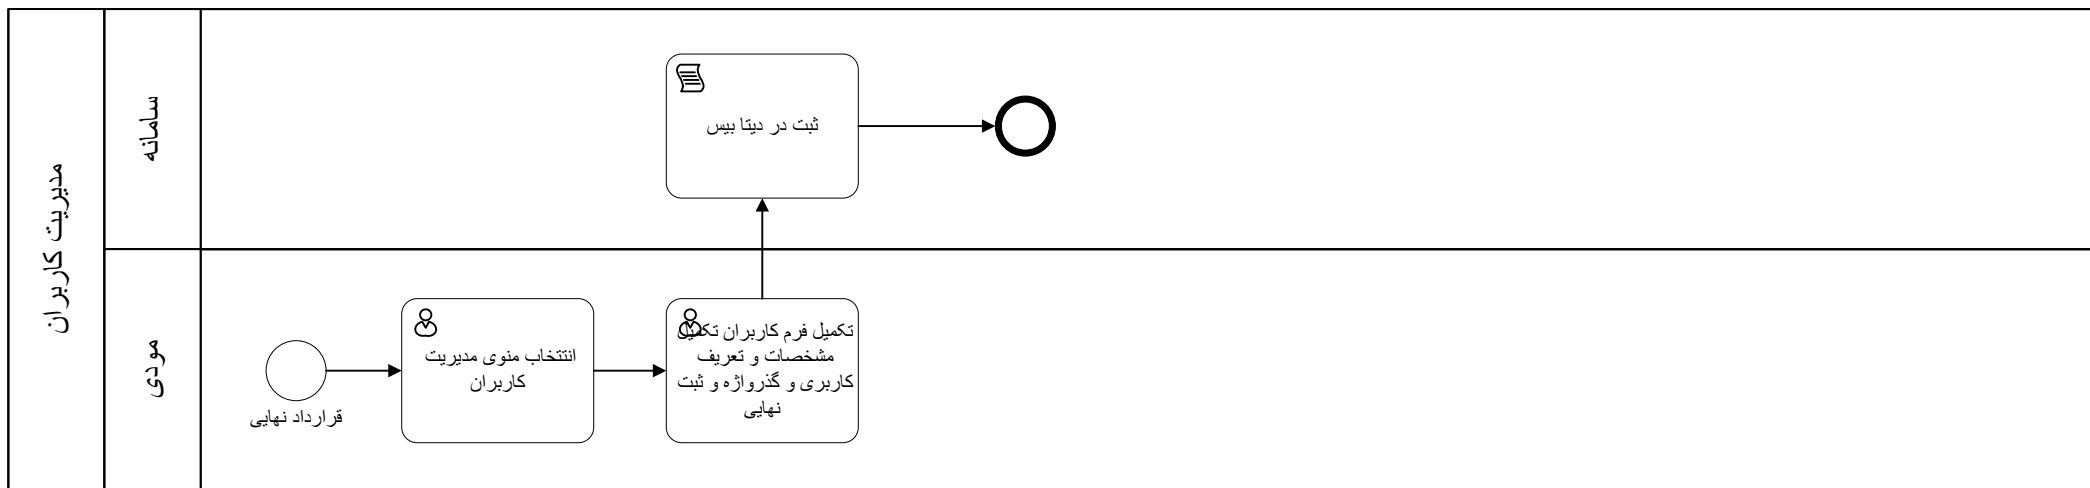 مدیریت کاربران
سامانه
ثبت در دیتا بیس
مودی
قرارداد نهایی
انتتخاب منوی مدیریت
کاربران
تکمیل فرم کاربران تکمیل
مشخصات و تعریف
کاربری و گذرواژه و ثبت
نهایی